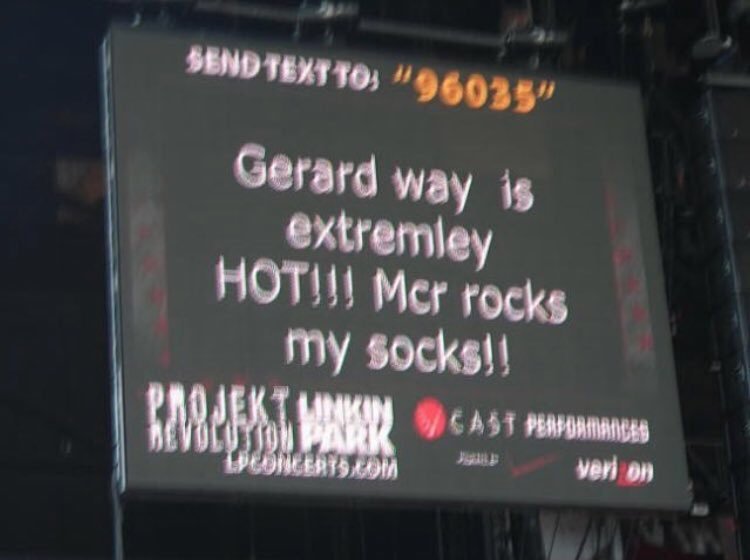 SEND TEXT TO: "96035"
Gerard way is
extremley
HOT!!! Mcr rocks
my socks!!
PROJEKT LINKIN
REVOLUTION PARK
LPCONCERTS.COM
CAST PERFORMANCES
verizon